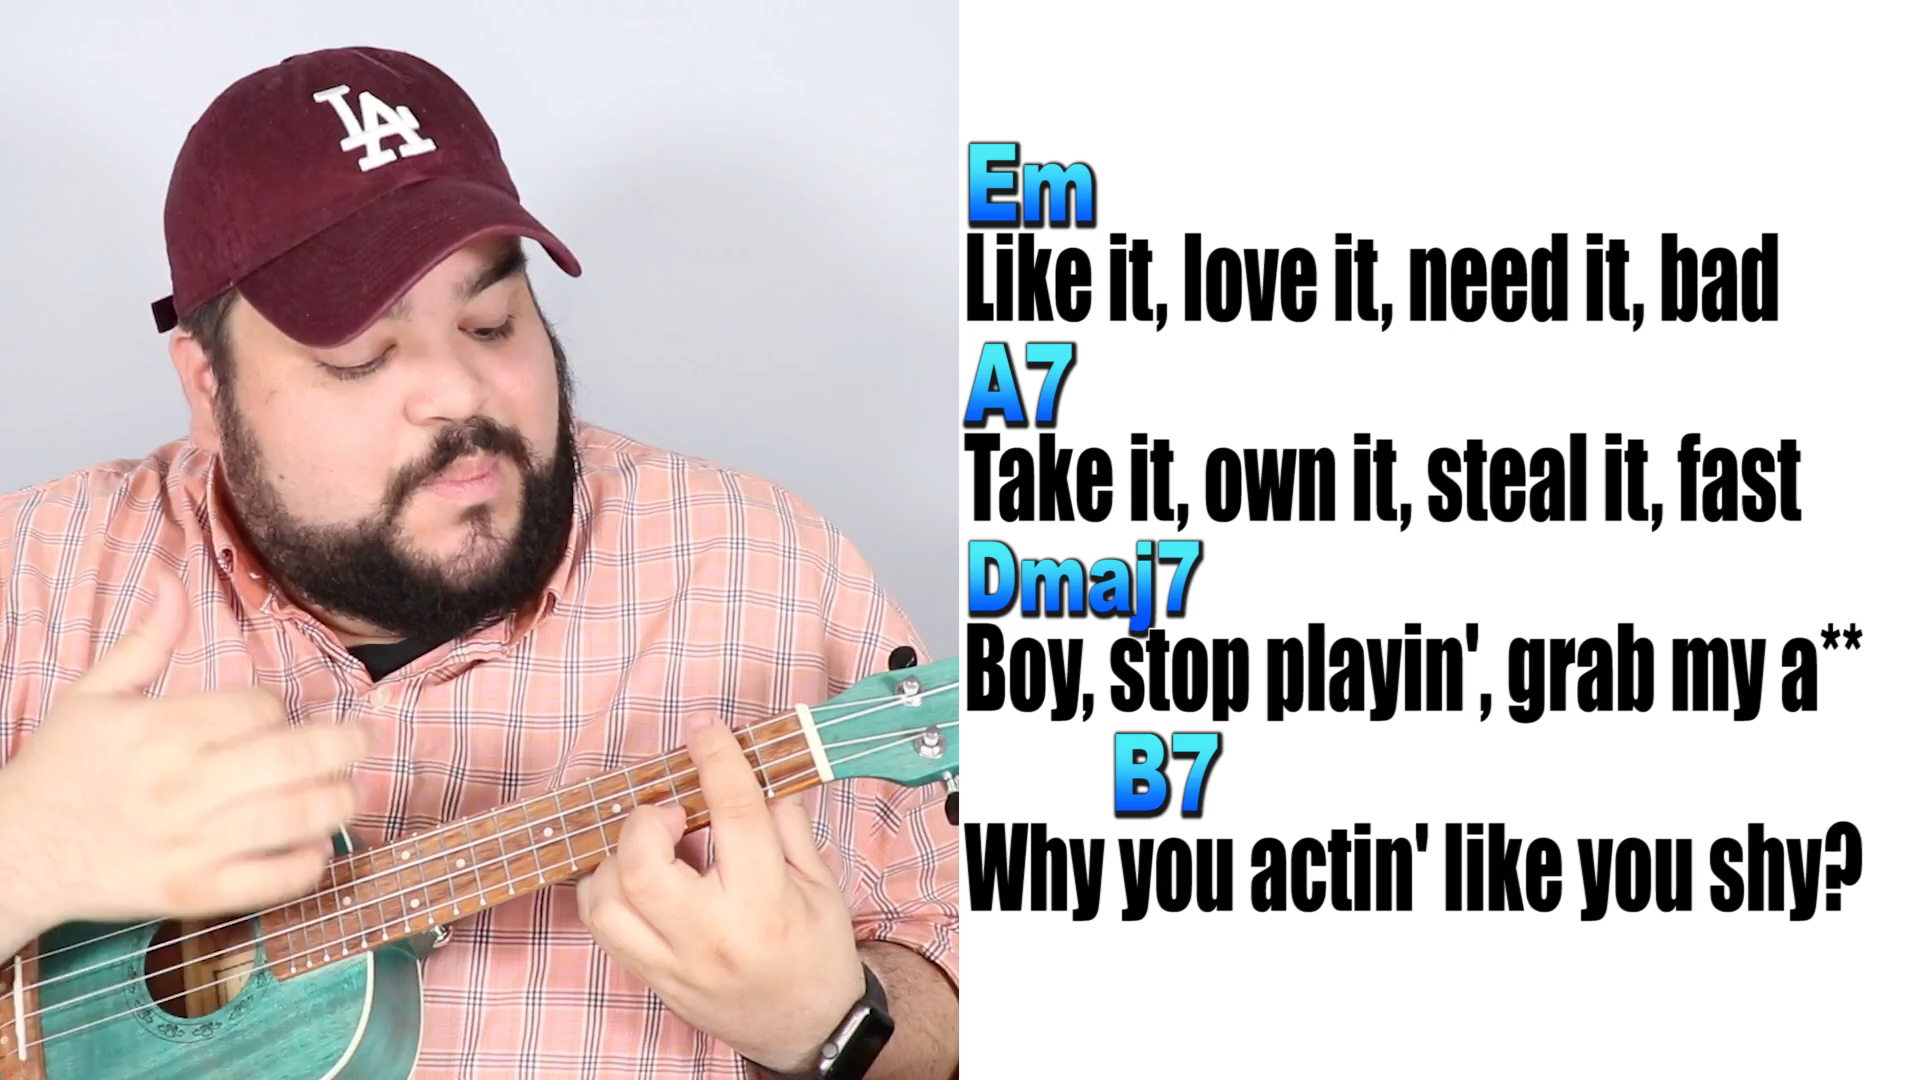 LA
Em
Like it, love it, need it, bad
A7
Take it, own it, steal it, fast
Dmaj7
Boy, stop playin', grab my a**
B7
Why you actin' like you shy?